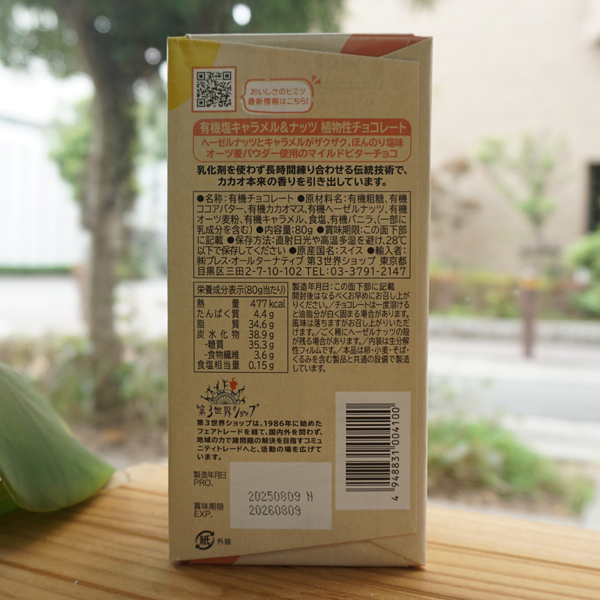 おいしさのヒミツ
最新情報はこちら!
有機塩キャラメル&ナッツ 植物性チョコレート
ヘーゼルナッツとキャラメルがザクザク、ほんのり塩味
オーツ麦パウダー使用のマイルドビターチョコ
乳化剤を使わず長時間練り合わせる伝統技術で、
カカオ本来の香りを引き出しています。
●名称:有機チョコレート ●原材料名:有機粗糖、有機
ココアバター、有機カカオマス、有機ヘーゼルナッツ、有機
オーツ麦粉、有機キャラメル、食塩、有機バニラ、(一部に
乳成分を含む) ●内容量:80g ●賞味期限:この面下部
に記載 ●保存方法:直射日光や高温多湿を避け、28℃
以下で保存してください ●原産国名:スイス ●輸入者:
㈱プレス・オールターナティブ 第3世界ショップ 東京都
目黒区三田2-7-10-102 TEL:03-3791-2147
栄養成分表示(80g当たり)
熱量 477kcal
たんぱく質 4.4g
脂質 34.6g
炭水化物 38.9g
-糖質 35.3g
-食物繊維 3.6g
食塩相当量 0.15g
製造年月日:この面下部に記載
開封後はなるべくお早めにお召し上が
りください。/チョコレートは一度溶ける
と油脂分が白く固まる場合があります。
風味は落ちますがお召し上がりいただ
けます。/ごく稀にヘーゼルナッツの殻
が残る場合があります。/内装は生分解
性フィルムです。/本品は卵・小麦・そば・
くるみを含む製品と共通の設備で製造
しています。
第3世界ショップ
第3世界ショップは、1986年に始めた
フェアトレードを経て、国内外を問わず、
地域の力で諸問題の解決を目指すコミュ
ニティトレードへと、活動の場を広げて
います。
製造年月日
PRO.
20250809 N
賞味期限
EXP.
20260809
紙 外装
4 948831 004100